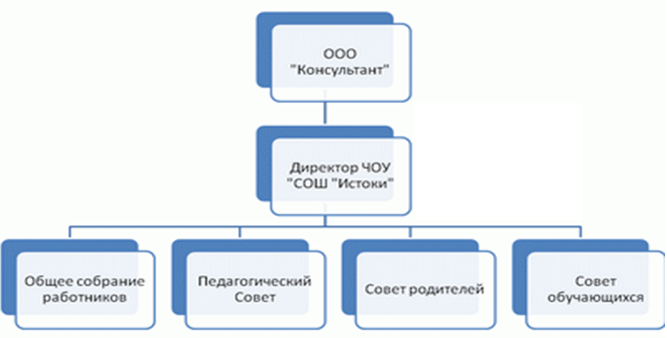 ООО
"Консультант"
Директор ЧОУ
"СОШ "Истоки"
Общее собрание
работников
Педагогический
Совет
Совет родителей
Совет
обучающихся